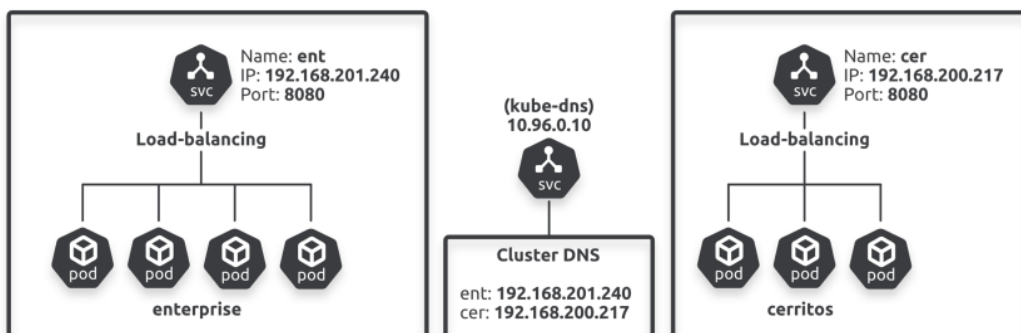 Name: ent
IP: 192.168.201.240
Port: 8080
svc
Load-balancing
pod
pod
pod
pod
enterprise
(kube-dns)
10.96.0.10
svc
Cluster DNS
ent: 192.168.201.240
cer: 192.168.200.217
Name: cer
IP: 192.168.200.217
Port: 8080
svc
Load-balancing
pod
pod
pod
cerritos